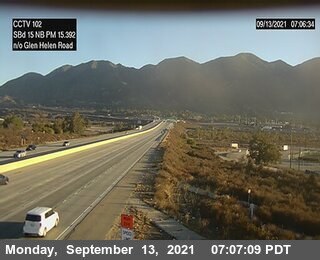 CCTV 102
SBd 15 NB PM 15.392
n/o Glen Helen Road
09/13/2021 07:06:34
Monday, September 13, 2021 07:07:09 PDT